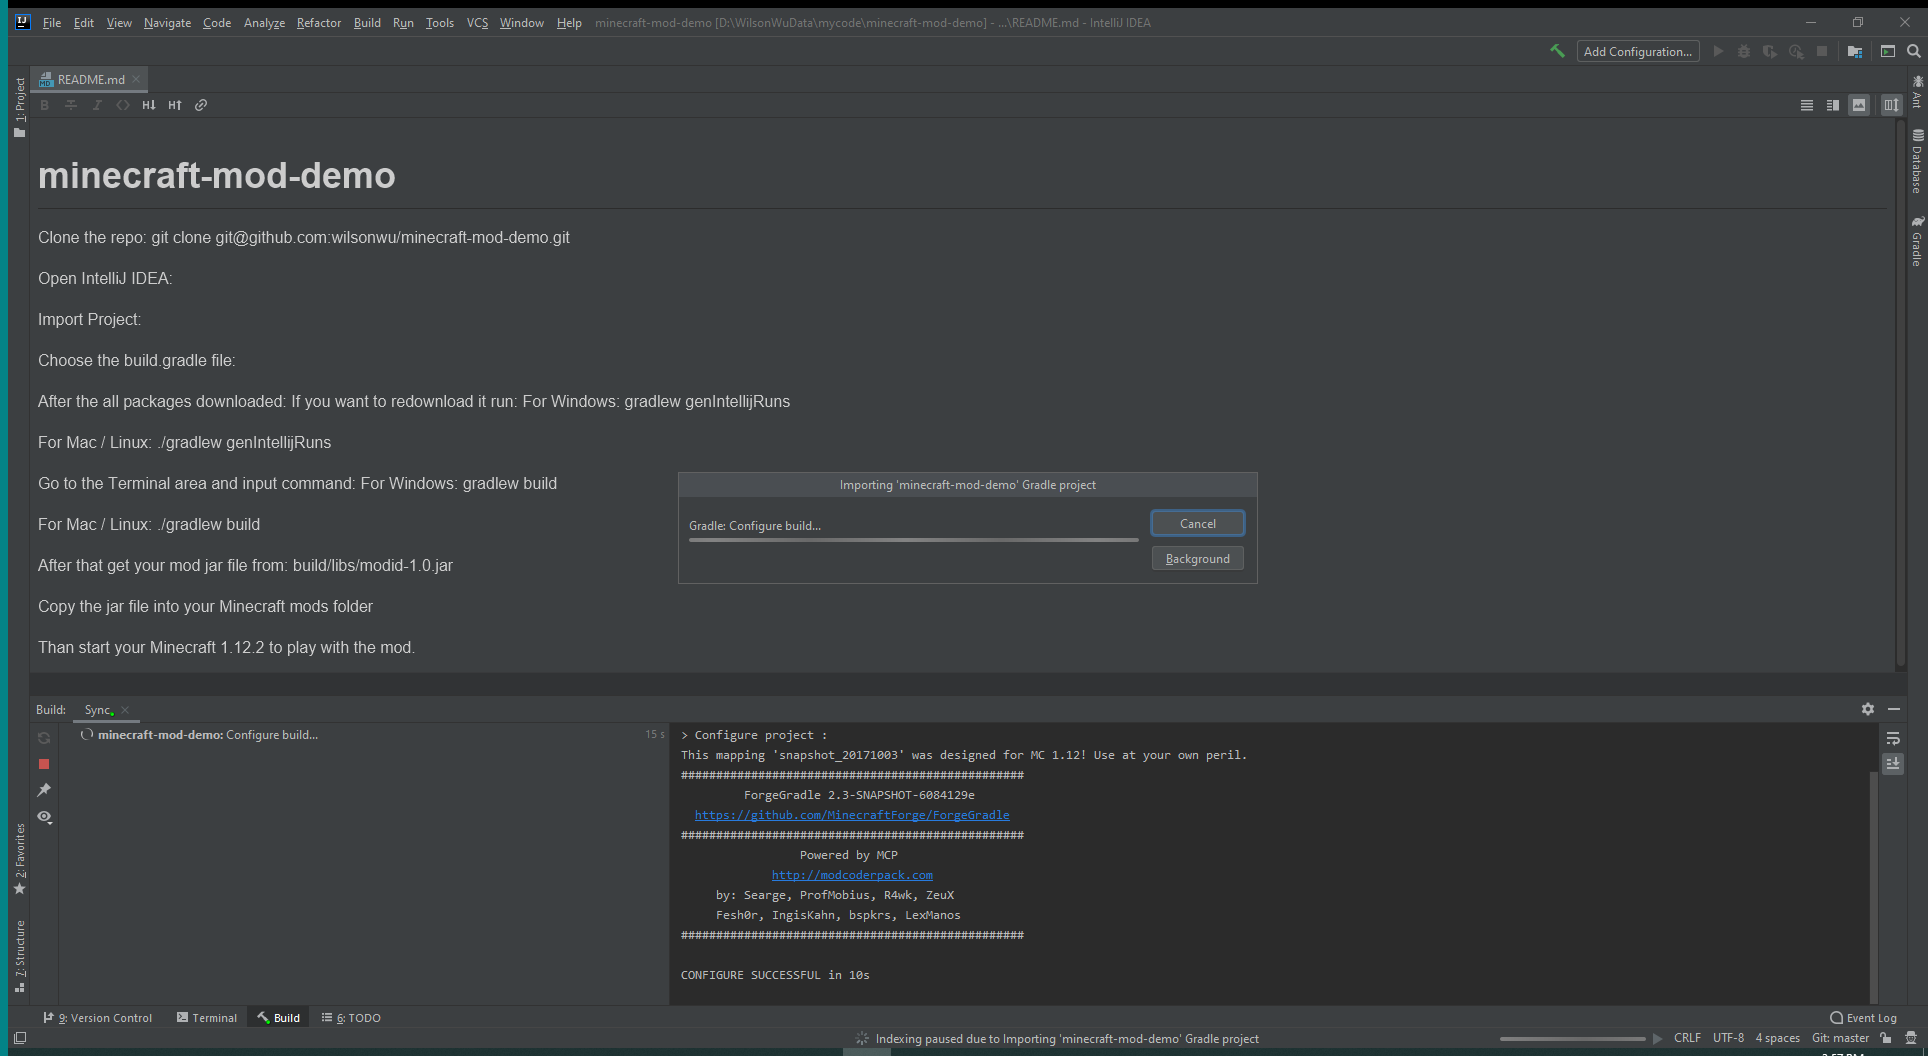 File Edit View Navigate Code Analyze Refactor Build Run Tools VCS Window Help minecraft-mod-demo [D:\WilsonWuData\mycode\minecraft-mod-demo] - ...\README.md - IntelliJ IDEA
Add Configuration...
1: Project
README.md
B I <> H↓ H↑
Ant
Database
Gradle
minecraft-mod-demo
Clone the repo: git clone git@github.com:wilsonwu/minecraft-mod-demo.git
Open IntelliJ IDEA:
Import Project:
Choose the build.gradle file:
After the all packages downloaded: If you want to redownload it run: For Windows: gradlew genIntellijRuns
For Mac / Linux: ./gradlew genIntellijRuns
Go to the Terminal area and input command: For Windows: gradlew build
For Mac / Linux: ./gradlew build
After that get your mod jar file from: build/libs/modid-1.0.jar
Copy the jar file into your Minecraft mods folder
Than start your Minecraft 1.12.2 to play with the mod.
Importing 'minecraft-mod-demo' Gradle project
Gradle: Configure build...
Cancel
Background
Build: Sync
minecraft-mod-demo: Configure build... 15 s
> Configure project :
This mapping 'snapshot_20171003' was designed for MC 1.12! Use at your own peril.
#################################################
ForgeGradle 2.3-SNAPSHOT-6084129e
https://github.com/MinecraftForge/ForgeGradle
#################################################
Powered by MCP
http://modcoderpack.com
by: Searge, ProfMobius, R4wk, ZeuX
Fesh0r, IngisKahn, bspkrs, LexManos
#################################################
CONFIGURE SUCCESSFUL in 10s
2: Favorites
7: Structure
9: Version Control Terminal Build 6: TODO Event Log
Indexing paused due to Importing 'minecraft-mod-demo' Gradle project CRLF UTF-8 4 spaces Git: master